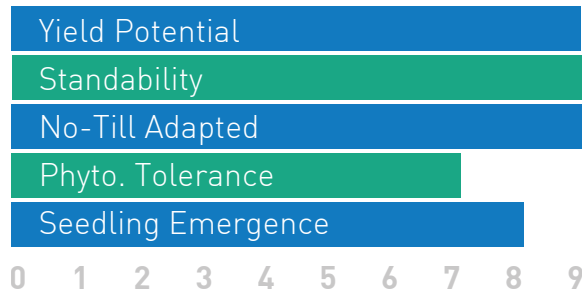 Yield Potential
Standability
No-Till Adapted
Phyto. Tolerance
Seedling Emergence
0 1 2 3 4 5 6 7 8 9